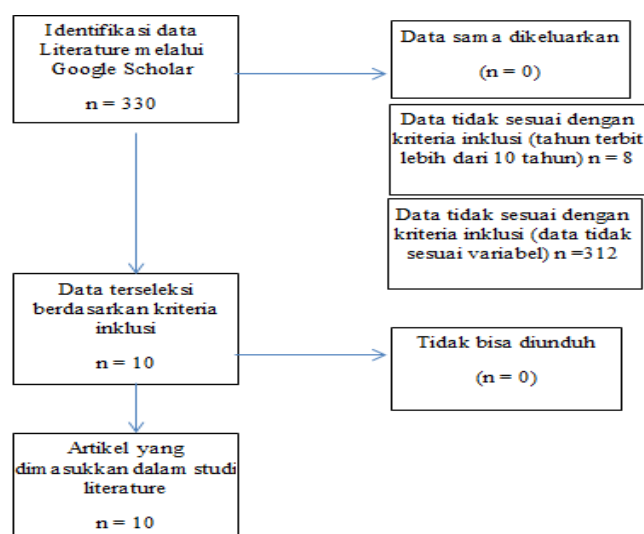 Identifikasi data
Literature melalui
Google Scholar
n = 330
Data sama dikeluarkan
(n = 0)
Data tidak sesuai dengan
kriteria inklusi (tahun terbit
lebih dari 10 tahun) n = 8
Data tidak sesuai dengan
kriteria inklusi (data tidak
sesuai variabel) n =312
Data terseleksi
berdasarkan kriteria
inklusi
n = 10
Tidak bisa diunduh
(n = 0)
Artikel yang
dimasukkan dalam studi
literature
n = 10